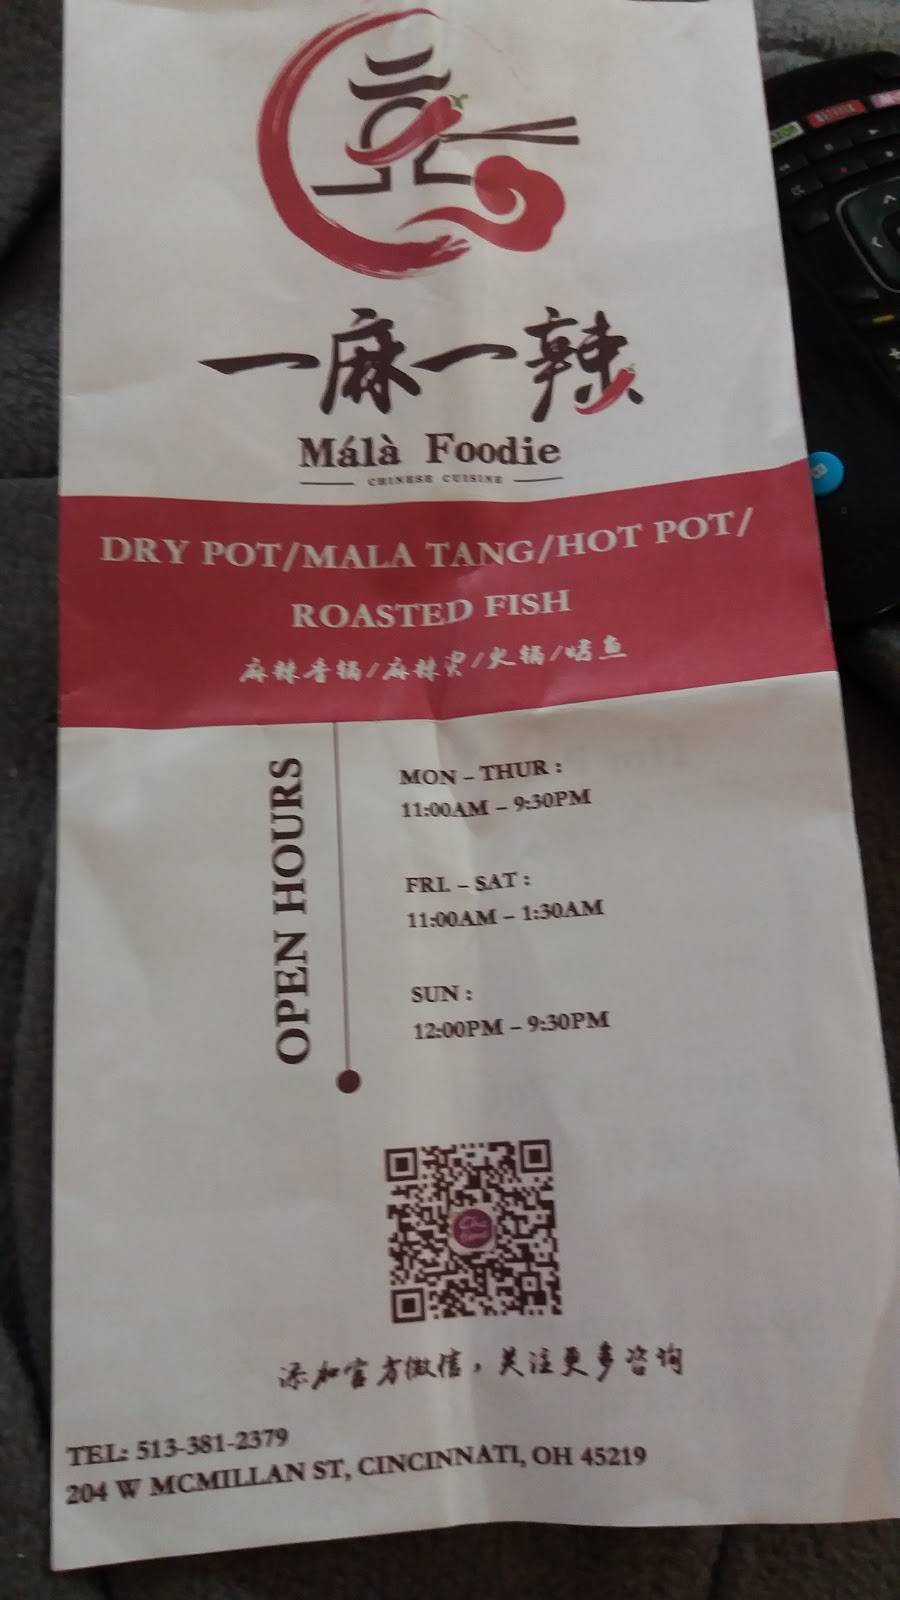 一麻一辣
Málà Foodie
CHINESE CUISINE
DRY POT/MALA TANG/HOT POT/
ROASTED FISH
麻辣香锅/麻辣烫/火锅/烤鱼
OPEN HOURS
MON – THUR :
11:00AM – 9:30PM
FRI. – SAT :
11:00AM – 1:30AM
SUN :
12:00PM – 9:30PM
添加官方微信，关注更多咨询
TEL: 513-381-2379
204 W MCMILLAN ST, CINCINNATI, OH 45219